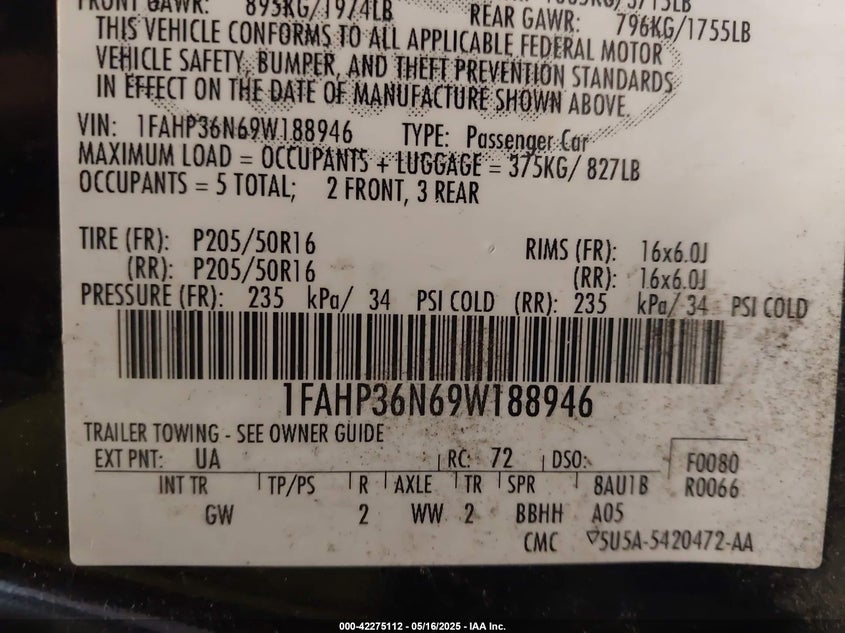 FRONT GAWR: 895KG/1974LB
REAR GAWR: 796KG/1755LB
THIS VEHICLE CONFORMS TO ALL APPLICABLE FEDERAL MOTOR
VEHICLE SAFETY, BUMPER, AND THEFT PREVENTION STANDARDS
IN EFFECT ON THE DATE OF MANUFACTURE SHOWN ABOVE.
VIN: 1FAHP36N69W188946 TYPE: Passenger Car
MAXIMUM LOAD = OCCUPANTS + LUGGAGE = 375KG/ 827LB
OCCUPANTS = 5 TOTAL; 2 FRONT, 3 REAR
TIRE (FR): P205/50R16 RIMS (FR): 16x6.0J
(RR): P205/50R16 (RR): 16x6.0J
PRESSURE (FR): 235 kPa/ 34 PSI COLD (RR): 235 kPa/ 34 PSI COLD
1FAHP36N69W188946
TRAILER TOWING - SEE OWNER GUIDE
EXT PNT: UA RC: 72 DSO: F0080
INT TR TP/PS R AXLE TR SPR 8AU1B R0066
GW 2 WW 2 BBHH A05
CMC 5U5A-5420472-AA
000-42275112 - 05/16/2025 - IAA Inc.